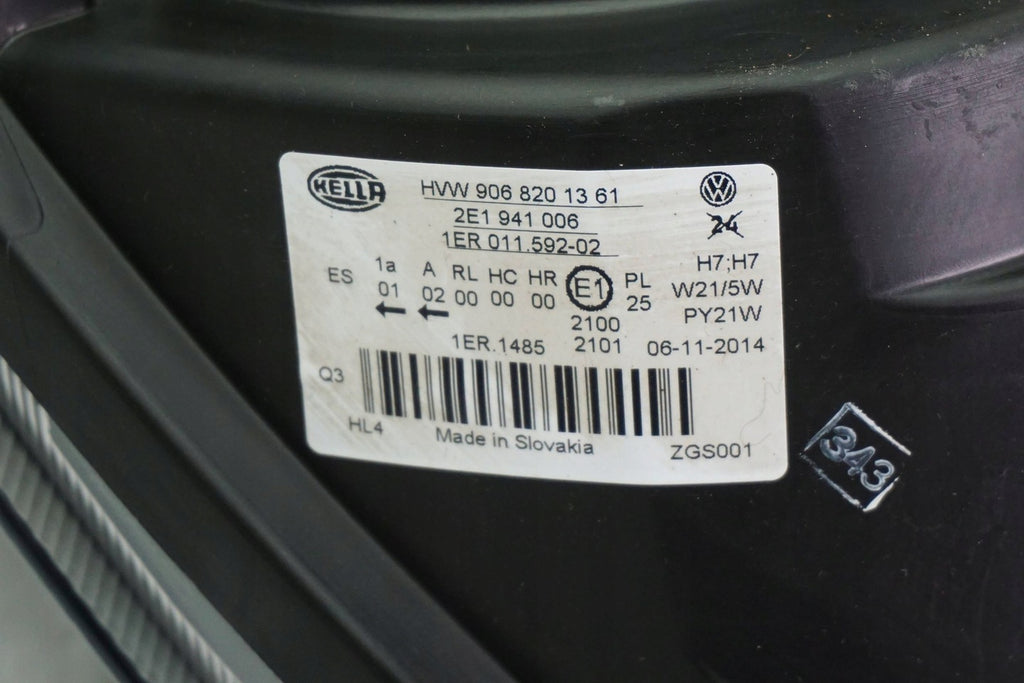 HELLA HVW 906 820 13 61 VW
2E1 941 006 24
1ER 011.592-02
ES 1a A RL HC HR E1 PL H7;H7
01 02 00 00 00 25 W21/5W
2100 PY21W
1ER.1485 2101 06-11-2014
Q3
HL4 Made in Slovakia ZGS001
343